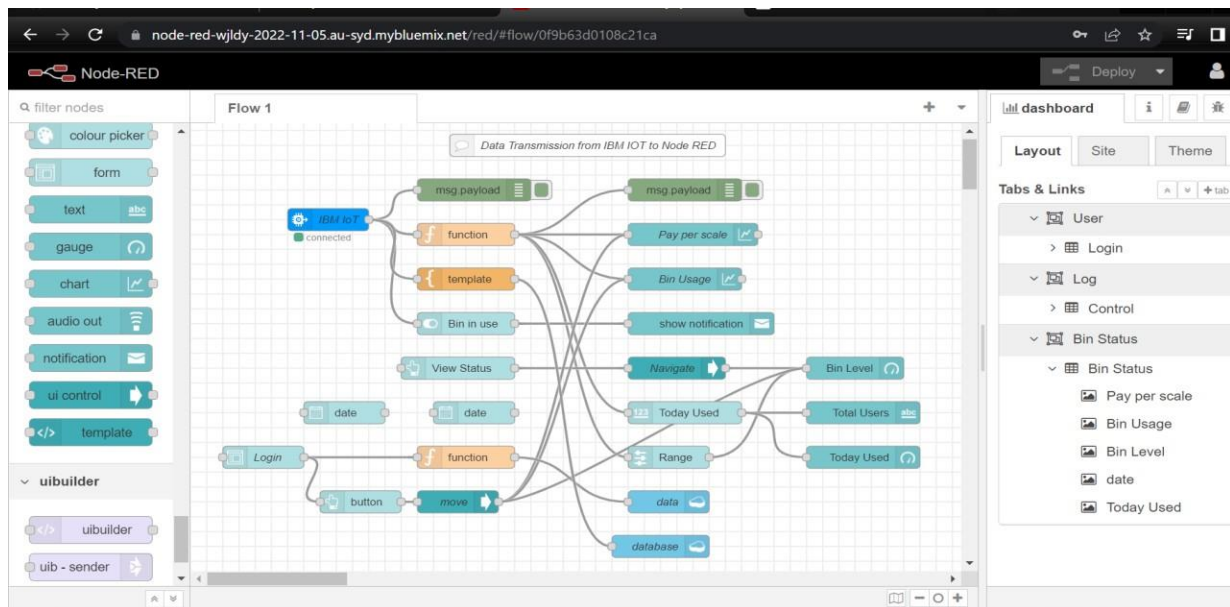 node-red-wjldy-2022-11-05.au-syd.mybluemix.net/red/#flow/0f9b63d0108c21ca
Node-RED
Deploy
filter nodes
colour picker
form
text
abc
gauge
chart
audio out
notification
ui control
template
uibuilder
uibuilder
uib - sender
Flow 1
Data Transmission from IBM IOT to Node RED
msg.payload
msg.payload
IBM IoT
connected
function
Pay per scale
template
Bin Usage
Bin in use
show notification
View Status
Navigate
Bin Level
date
date
123
Today Used
Total Users
abc
Login
function
Range
Today Used
button
move
data
database
dashboard
i
Layout
Site
Theme
Tabs & Links
+ tab
User
Login
Log
Control
Bin Status
Bin Status
Pay per scale
Bin Usage
Bin Level
date
Today Used